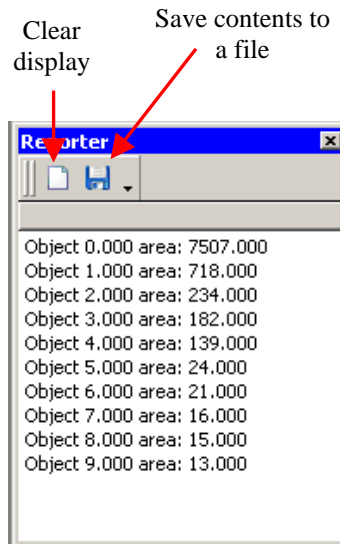 Clear
display
Save contents to
a file
Reporter
Object 0.000 area: 7507.000
Object 1.000 area: 718.000
Object 2.000 area: 234.000
Object 3.000 area: 182.000
Object 4.000 area: 139.000
Object 5.000 area: 24.000
Object 6.000 area: 21.000
Object 7.000 area: 16.000
Object 8.000 area: 15.000
Object 9.000 area: 13.000